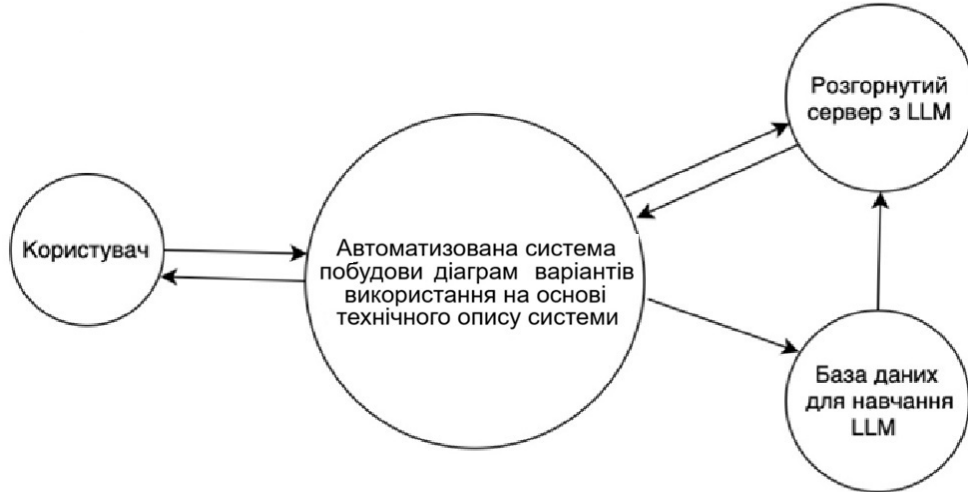 Розгорнутий
сервер з LLM
Користувач
Автоматизована система
побудови діаграм варіантів
використання на основі
технічного опису системи
База даних
для навчання
LLM